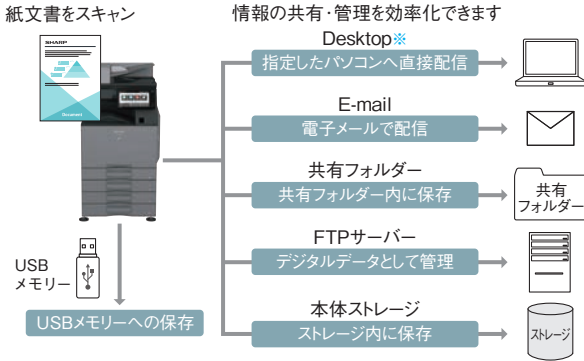 紙文書をスキャン
情報の共有・管理を効率化できます
SHARP
Document
Desktop※
指定したパソコンへ直接配信
E-mail
電子メールで配信
共有フォルダー
共有フォルダー内に保存
共有
フォルダー
FTPサーバー
デジタルデータとして管理
USB
メモリー
USBメモリーへの保存
本体ストレージ
ストレージ内に保存
ストレージ